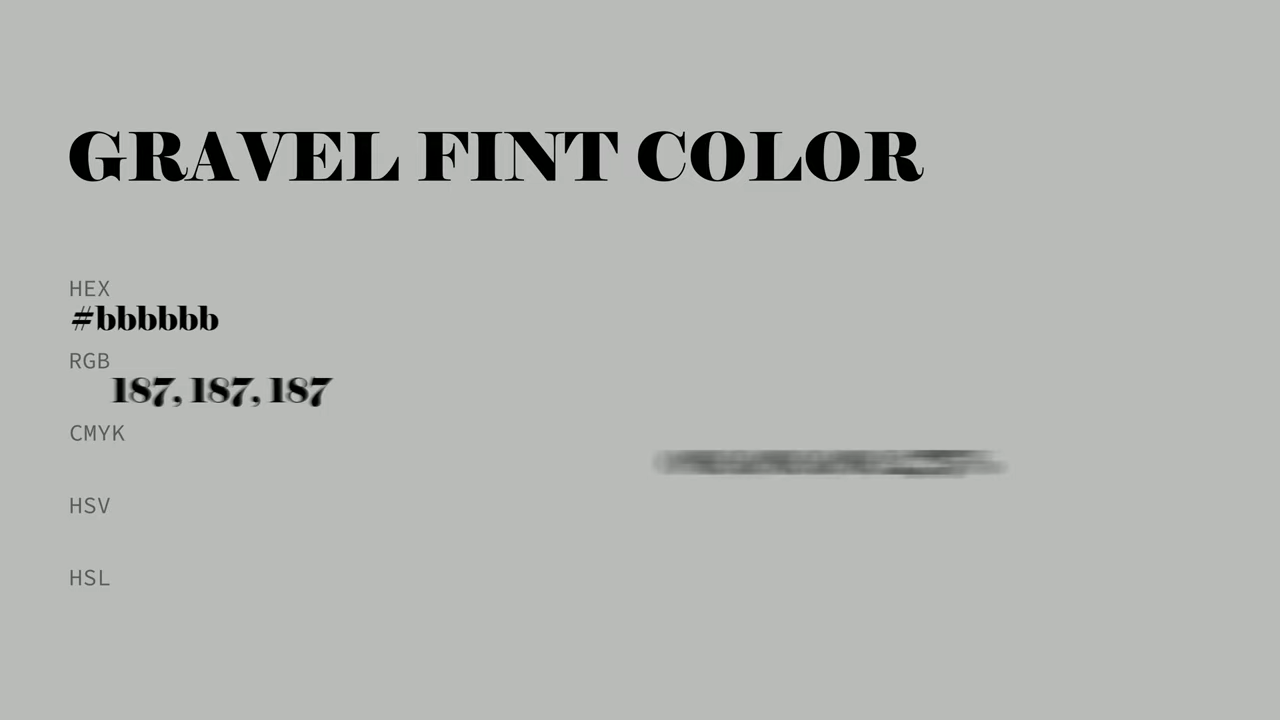 GRAVEL FINT COLOR
HEX
#bbbbbb
RGB
187, 187, 187
CMYK
HSV
HSL